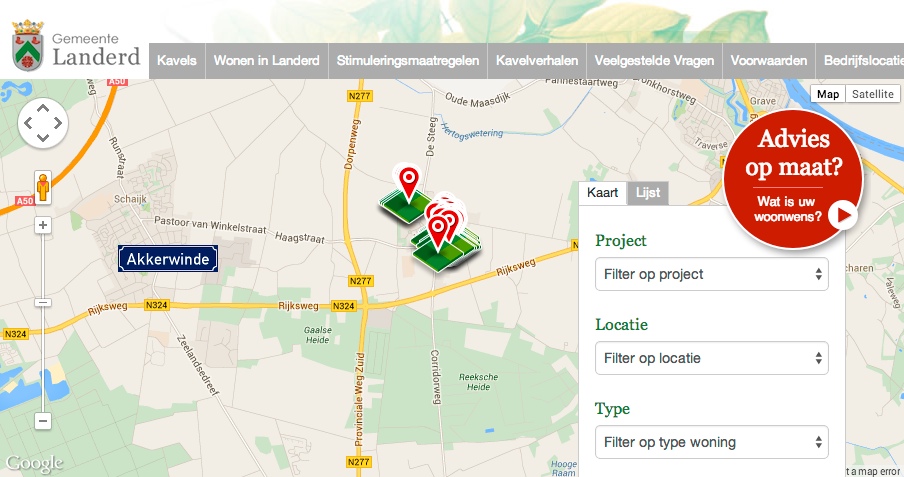 Gemeente
Landerd
Kavels
Wonen in Landerd
Stimuleringsmaatregelen
Kavelverhalen
Veelgestelde Vragen
Voorwaarden
Bedrijfslocatie
A50
N277
Oude Maasdijk
Pannestaartweg
Grave
Map
Satellite
Hertogswetering
De Steeg
Dorpenweg
Traverse
Advies
op maat?
Wat is uw
woonwens?
Runstraat
Schaijk
A50
Pastoor van Winkelstraat
Haagstraat
Akkerwinde
Kaart
Lijst
Project
Filter op project
Rijksweg
N324
N277
charen
Valeweg
Rijksweg
N324
Rijksweg
N324
N324
Gaalse
Heide
Zeelandsedreef
Provinciale Weg Zuid
Corridorweg
Reeksche
Heide
Locatie
Filter op locatie
Type
Filter op type woning
N277
Hooge
Raam
Google
t a map error